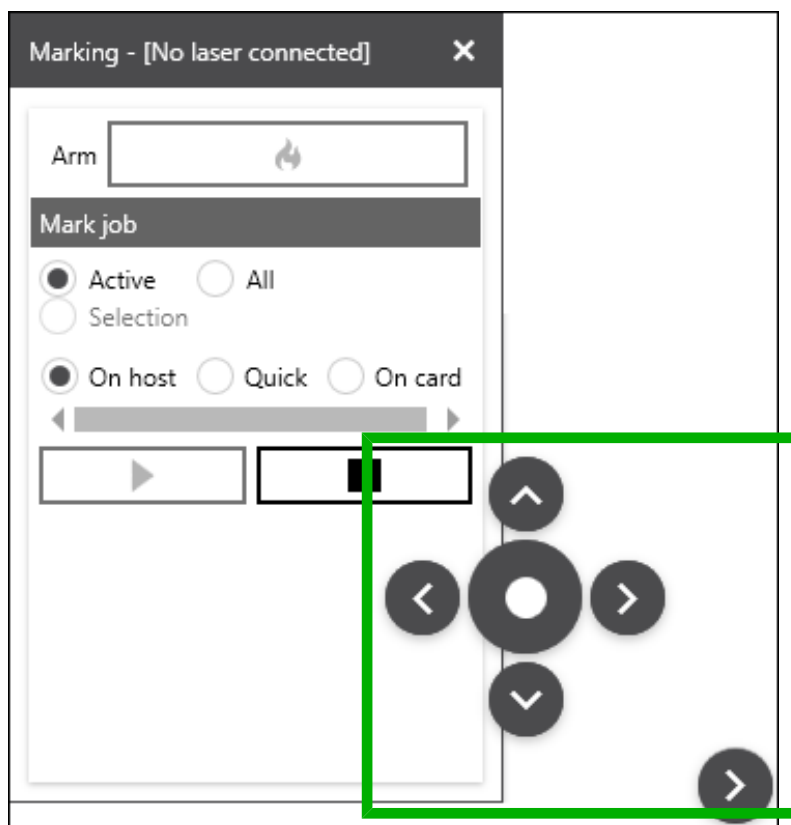 Marking - [No laser connected]
Arm
Mark job
Active All
Selection
On host Quick On card